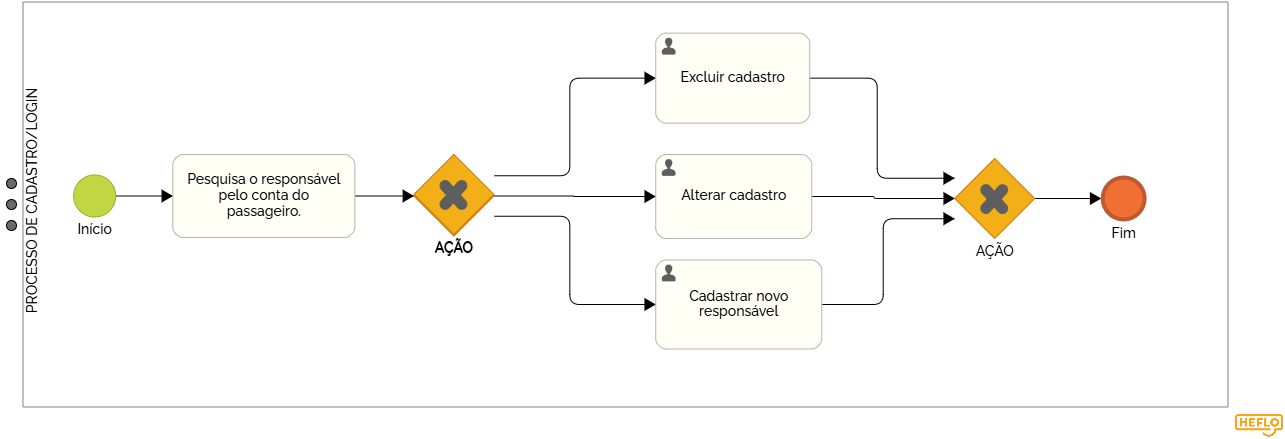 PROCESSO DE CADASTRO/LOGIN
Início
Pesquisa o responsável
pelo conta do
passageiro.
AÇÃO
Excluir cadastro
Alterar cadastro
Cadastrar novo
responsável
AÇÃO
Fim
HEFLO